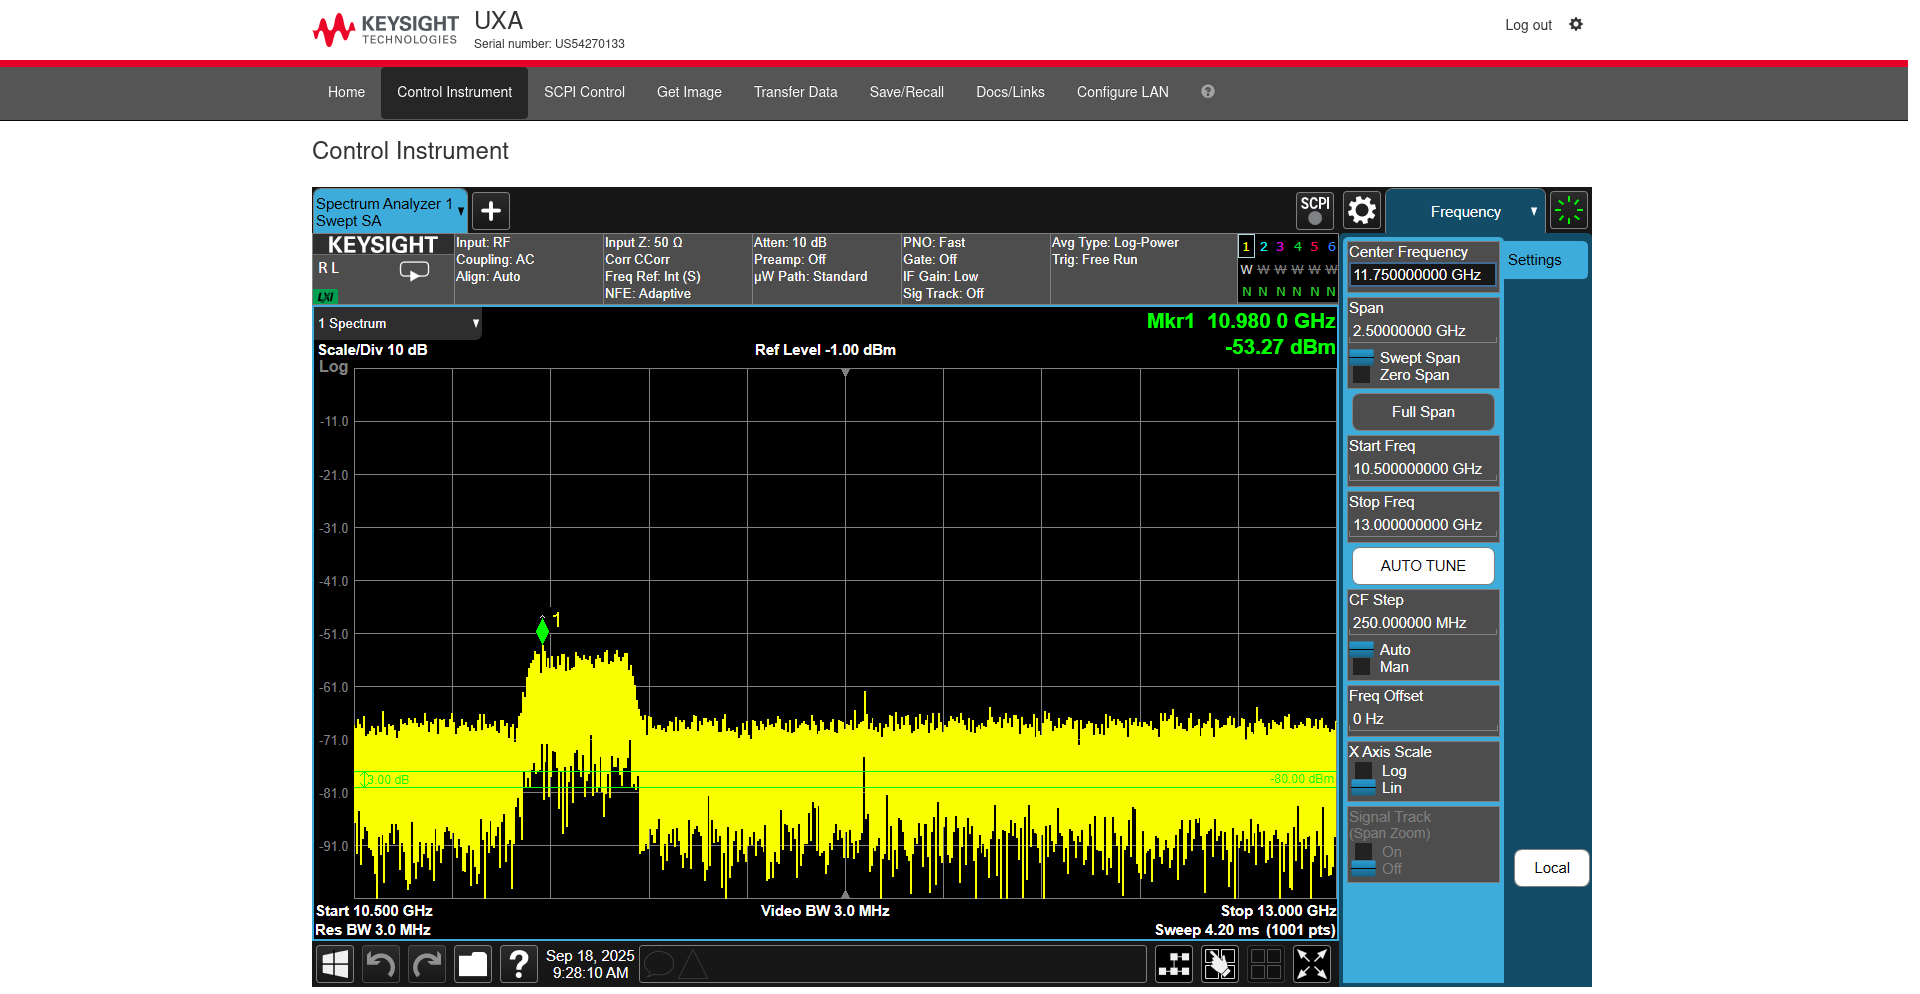 KEYSIGHT
TECHNOLOGIES
UXA
Serial number: US54270133
Log out
Home
Control Instrument
SCPI Control
Get Image
Transfer Data
Save/Recall
Docs/Links
Configure LAN
?
Control Instrument
Spectrum Analyzer 1
Swept SA
SCPI
Frequency
KEYSIGHT
R L
LXI
Input: RF
Coupling: AC
Align: Auto
Input Z: 50 Ω
Corr CCorr
Freq Ref: Int (S)
NFE: Adaptive
Atten: 10 dB
Preamp: Off
µW Path: Standard
PNO: Fast
Gate: Off
IF Gain: Low
Sig Track: Off
Avg Type: Log-Power
Trig: Free Run
1 2 3 4 5 6
W W W W W W
N N N N N N
1 Spectrum
Scale/Div 10 dB
Log
Ref Level -1.00 dBm
Mkr1 10.980 0 GHz
-53.27 dBm
-11.0
-21.0
-31.0
-41.0
-51.0
-61.0
-71.0
-81.0
-91.0
1
3.00 dB
-80.00 dBm
Start 10.500 GHz
Video BW 3.0 MHz
Stop 13.000 GHz
Res BW 3.0 MHz
Sweep 4.20 ms (1001 pts)
Center Frequency
11.750000000 GHz
Settings
Span
2.50000000 GHz
Swept Span
Zero Span
Full Span
Start Freq
10.500000000 GHz
Stop Freq
13.000000000 GHz
AUTO TUNE
CF Step
250.000000 MHz
Auto
Man
Freq Offset
0 Hz
X Axis Scale
Log
Lin
Signal Track
(Span Zoom)
On
Off
Local
?
Sep 18, 2025
9:28:10 AM